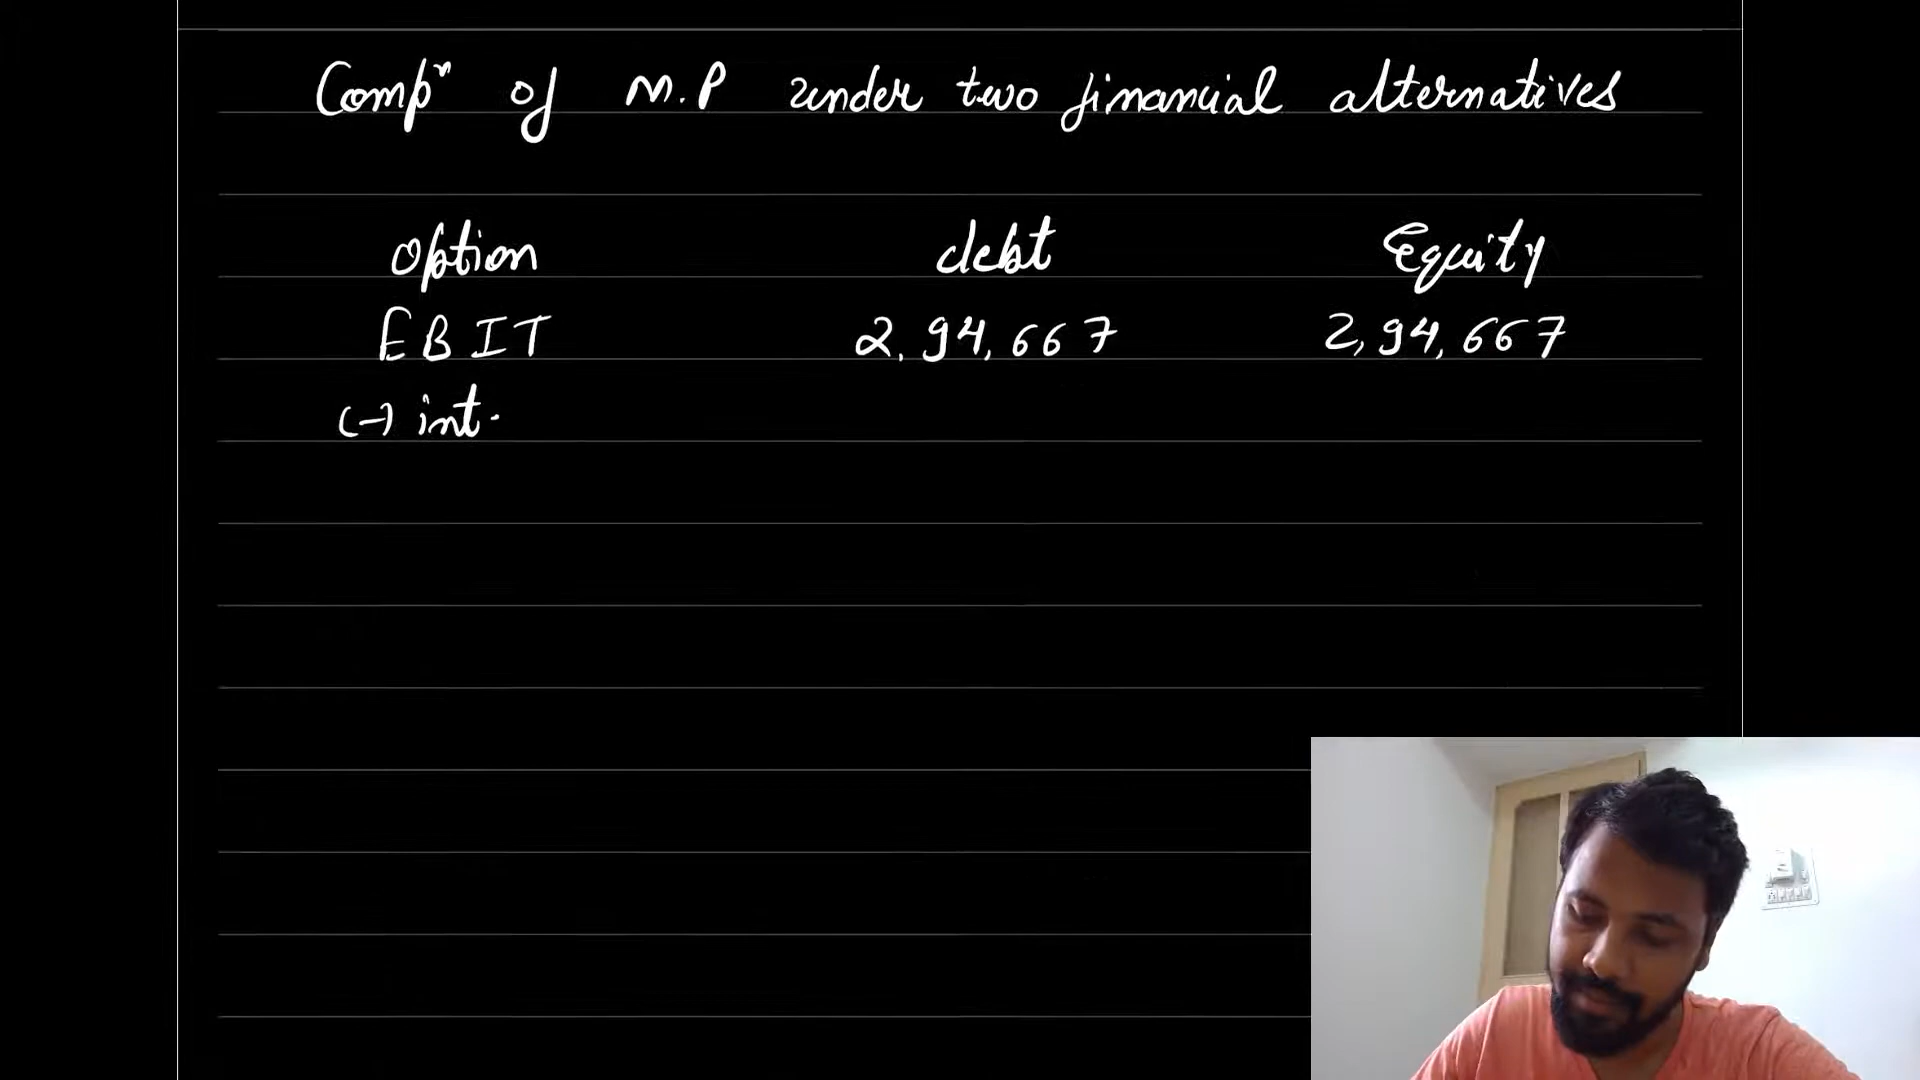 Compⁿ of M.P under two financial alternatives
Option debt Equity
EBIT 2,94,667 2,94,667
(-) int.